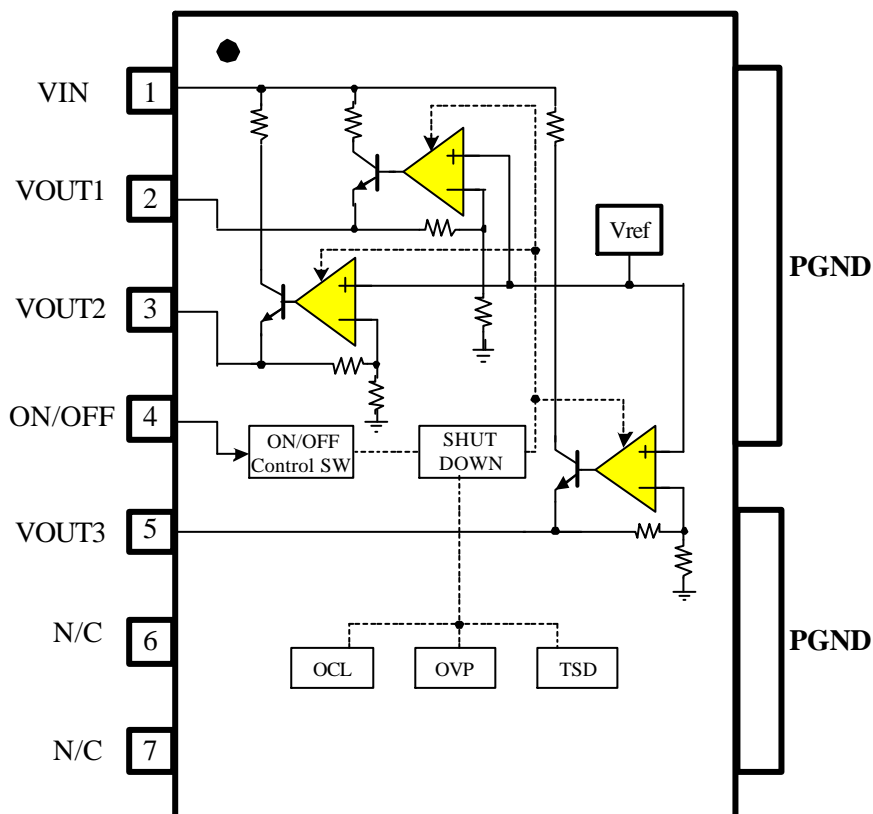 VIN
1
VOUT1
2
VOUT2
3
ON/OFF
4
VOUT3
5
N/C
6
N/C
7
+
−
Vref
+
−
ON/OFF
Control SW
SHUT
DOWN
+
−
OCL
OVP
TSD
PGND
PGND